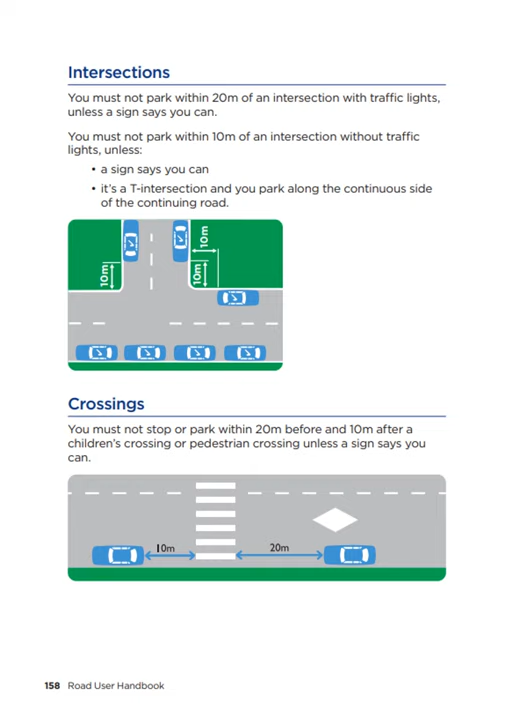 Intersections
You must not park within 20m of an intersection with traffic lights,
unless a sign says you can.
You must not park within 10m of an intersection without traffic
lights, unless:
• a sign says you can
• it's a T-intersection and you park along the continuous side
of the continuing road.
10m
10m
10m
Crossings
You must not stop or park within 20m before and 10m after a
children's crossing or pedestrian crossing unless a sign says you
can.
10m
20m
158 Road User Handbook